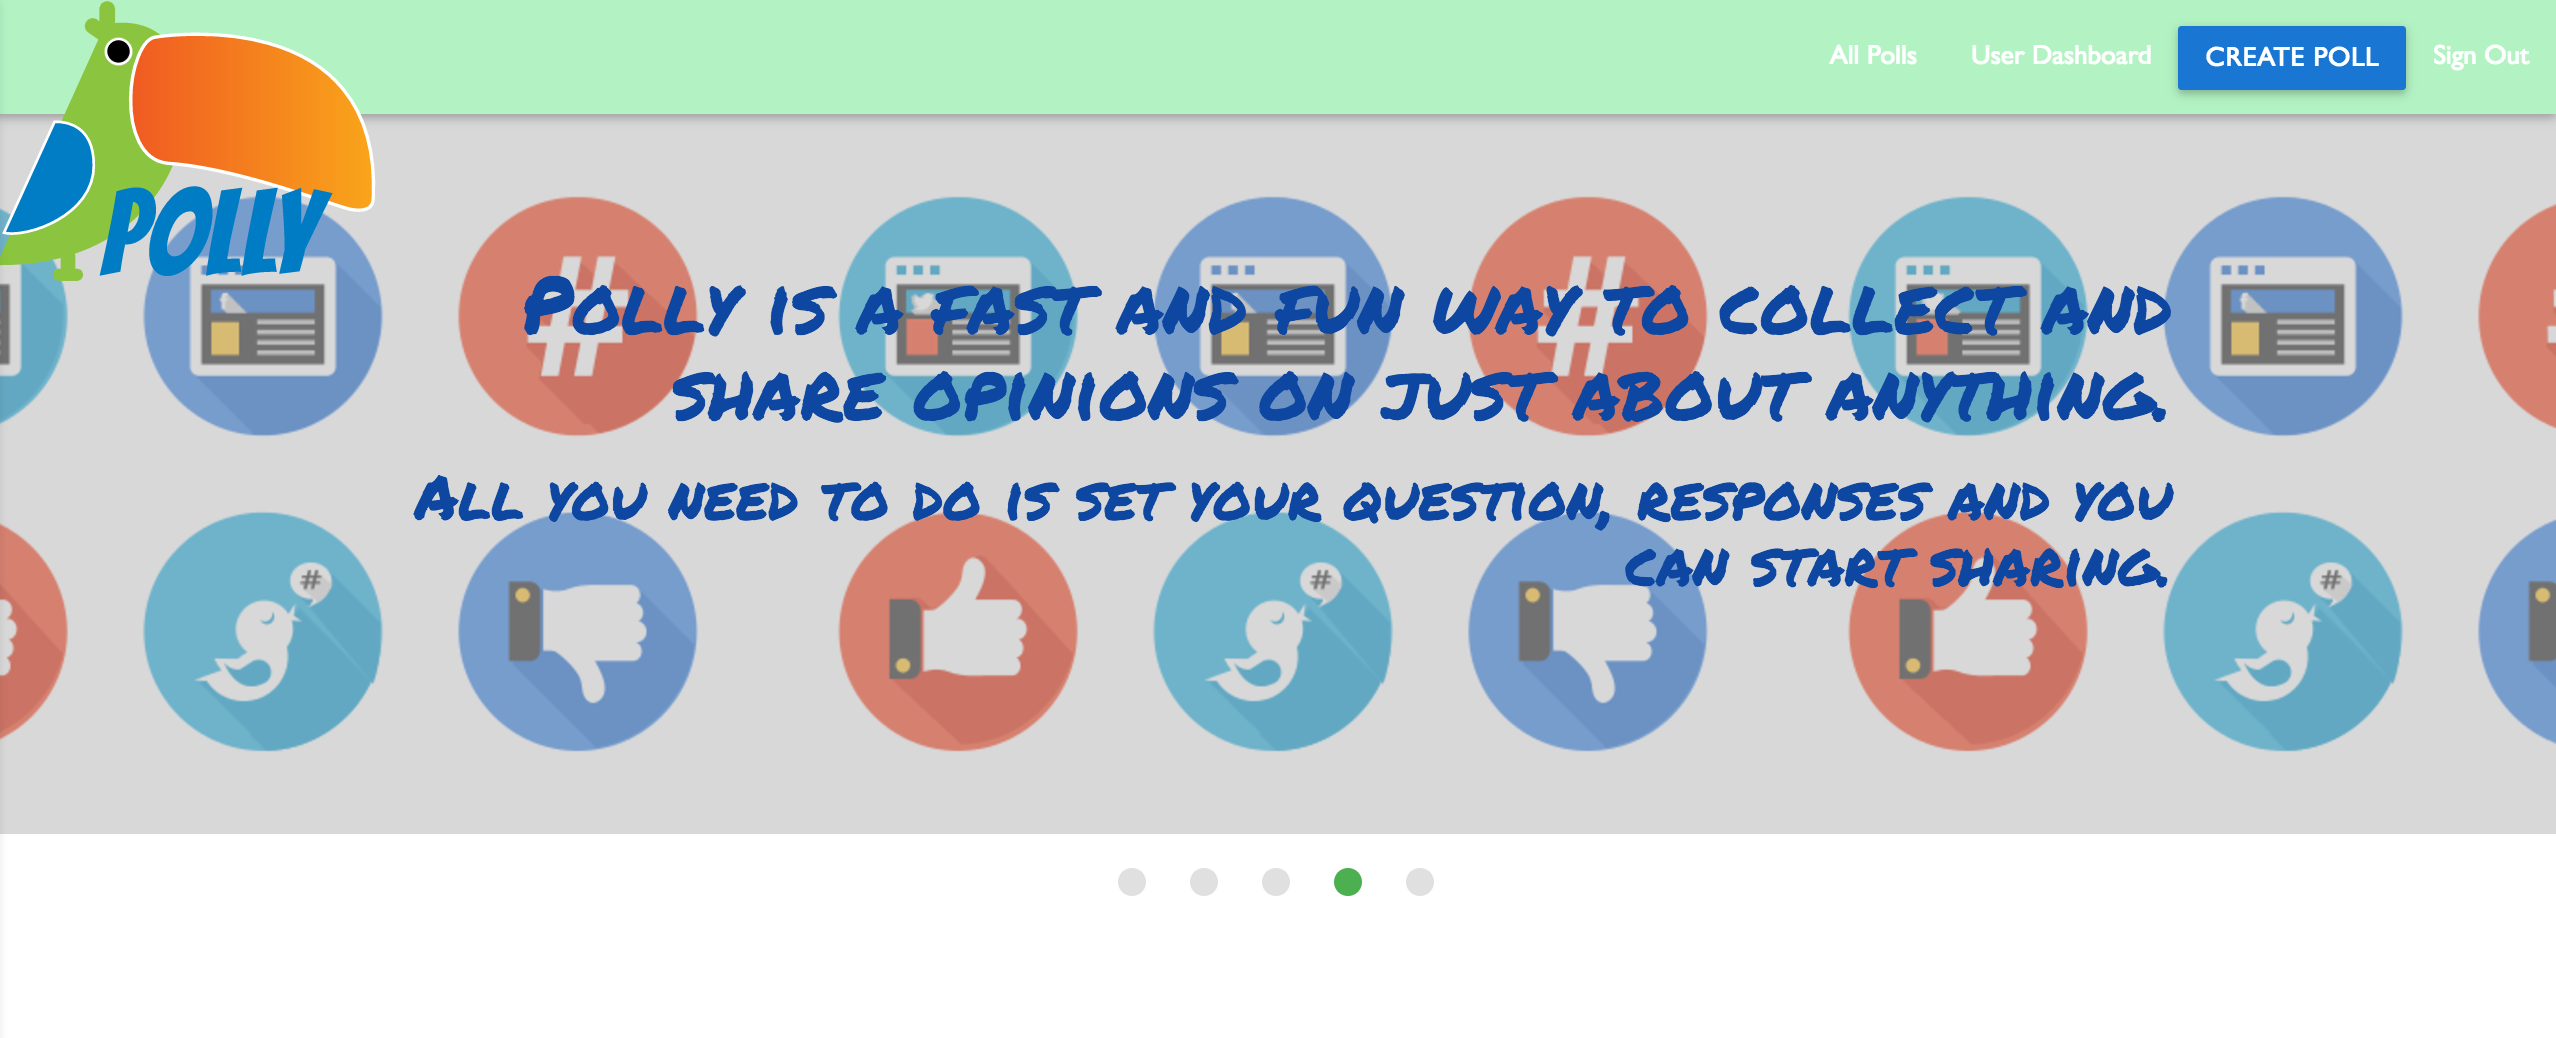 All Polls
User Dashboard
CREATE POLL
Sign Out
POLLY
Polly is a fast and fun way to collect and
share opinions on just about anything.
All you need to do is set your question, responses and you
can start sharing.
#
#
#
#
#